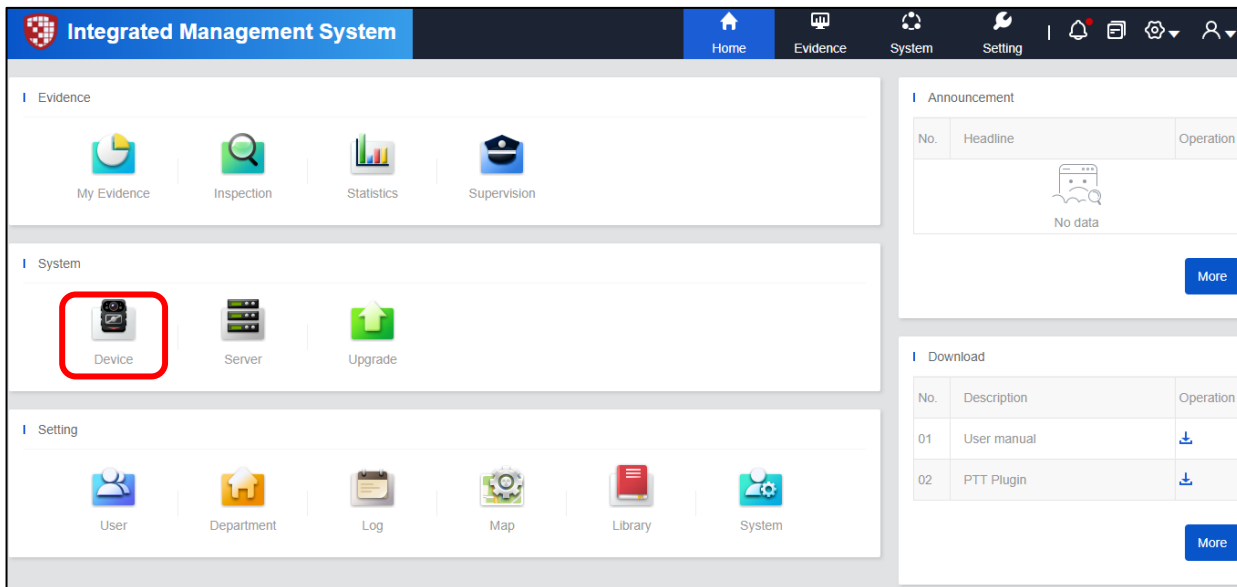 Integrated Management System
Home
Evidence
System
Setting
Evidence
My Evidence
Inspection
Statistics
Supervision
System
Device
Server
Upgrade
Setting
User
Department
Log
Map
Library
System
Announcement
No. Headline Operation
No data
More
Download
No. Description Operation
01 User manual
02 PTT Plugin
More